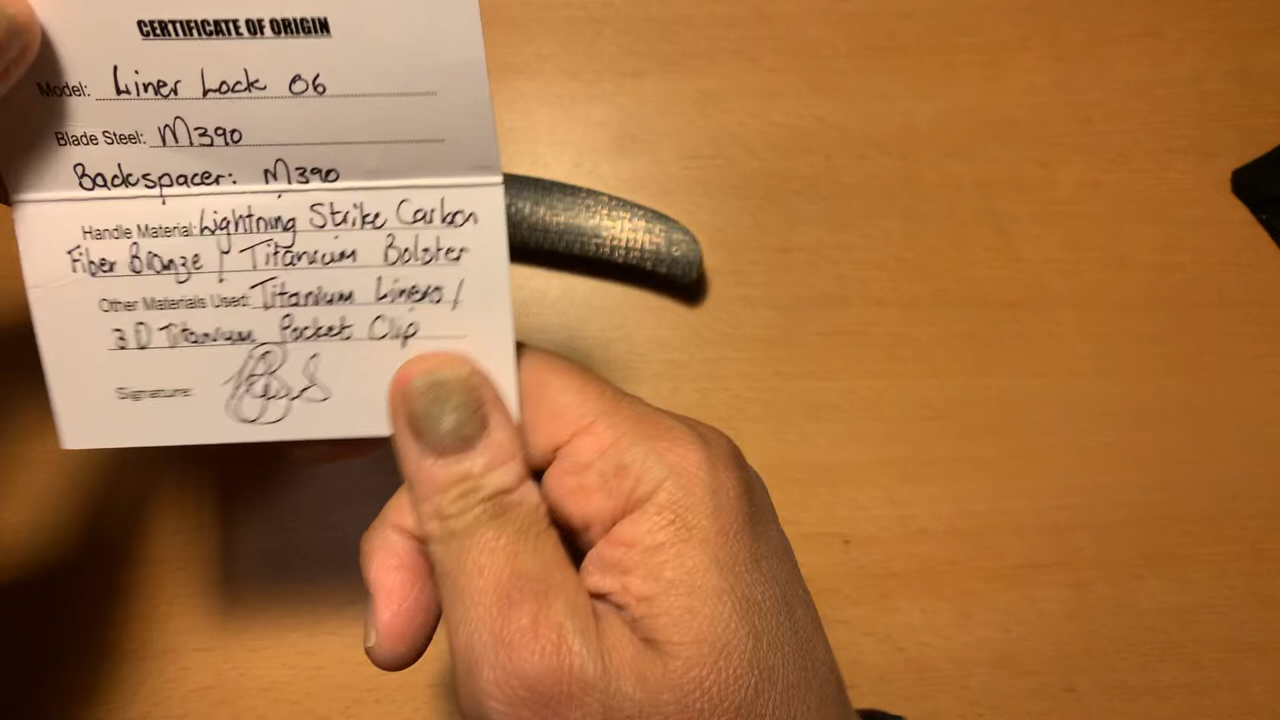 CERTIFICATE OF ORIGIN
Model: Liner Lock 06
Blade Steel: M390
Backspacer: M390
Handle Material: Lightning Strike Carbon
Fiber Bronze / Titanium Bolster
Other Materials Used: Titanium Liners /
3D Titanium Pocket Clip
Signature: